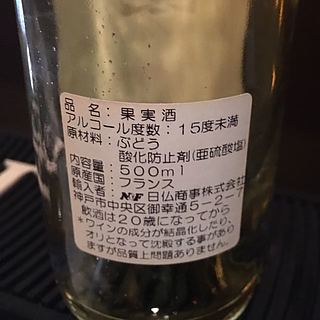 品　名：果実酒
アルコール度数：15度未満
原材料：ぶどう
酸化防止剤(亜硫酸塩)
内容量：500ml
原産国：フランス
輸入者：NF日仏商事株式会社
神戸市中央区御幸通5-2-7
飲酒は20歳になってから
*ワインの成分が結晶化したり、
オリとなって沈殿する事があり
ますが品質上問題ありません。